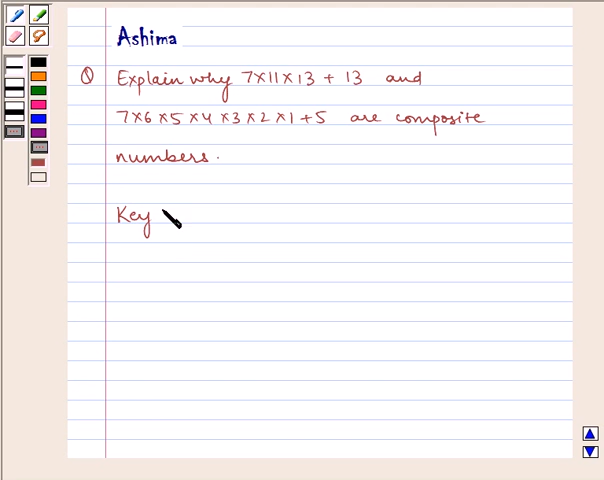 Ashima
Q Explain why 7×11×13 + 13 and
7×6×5×4×3×2×1+5 are composite
numbers.
Key